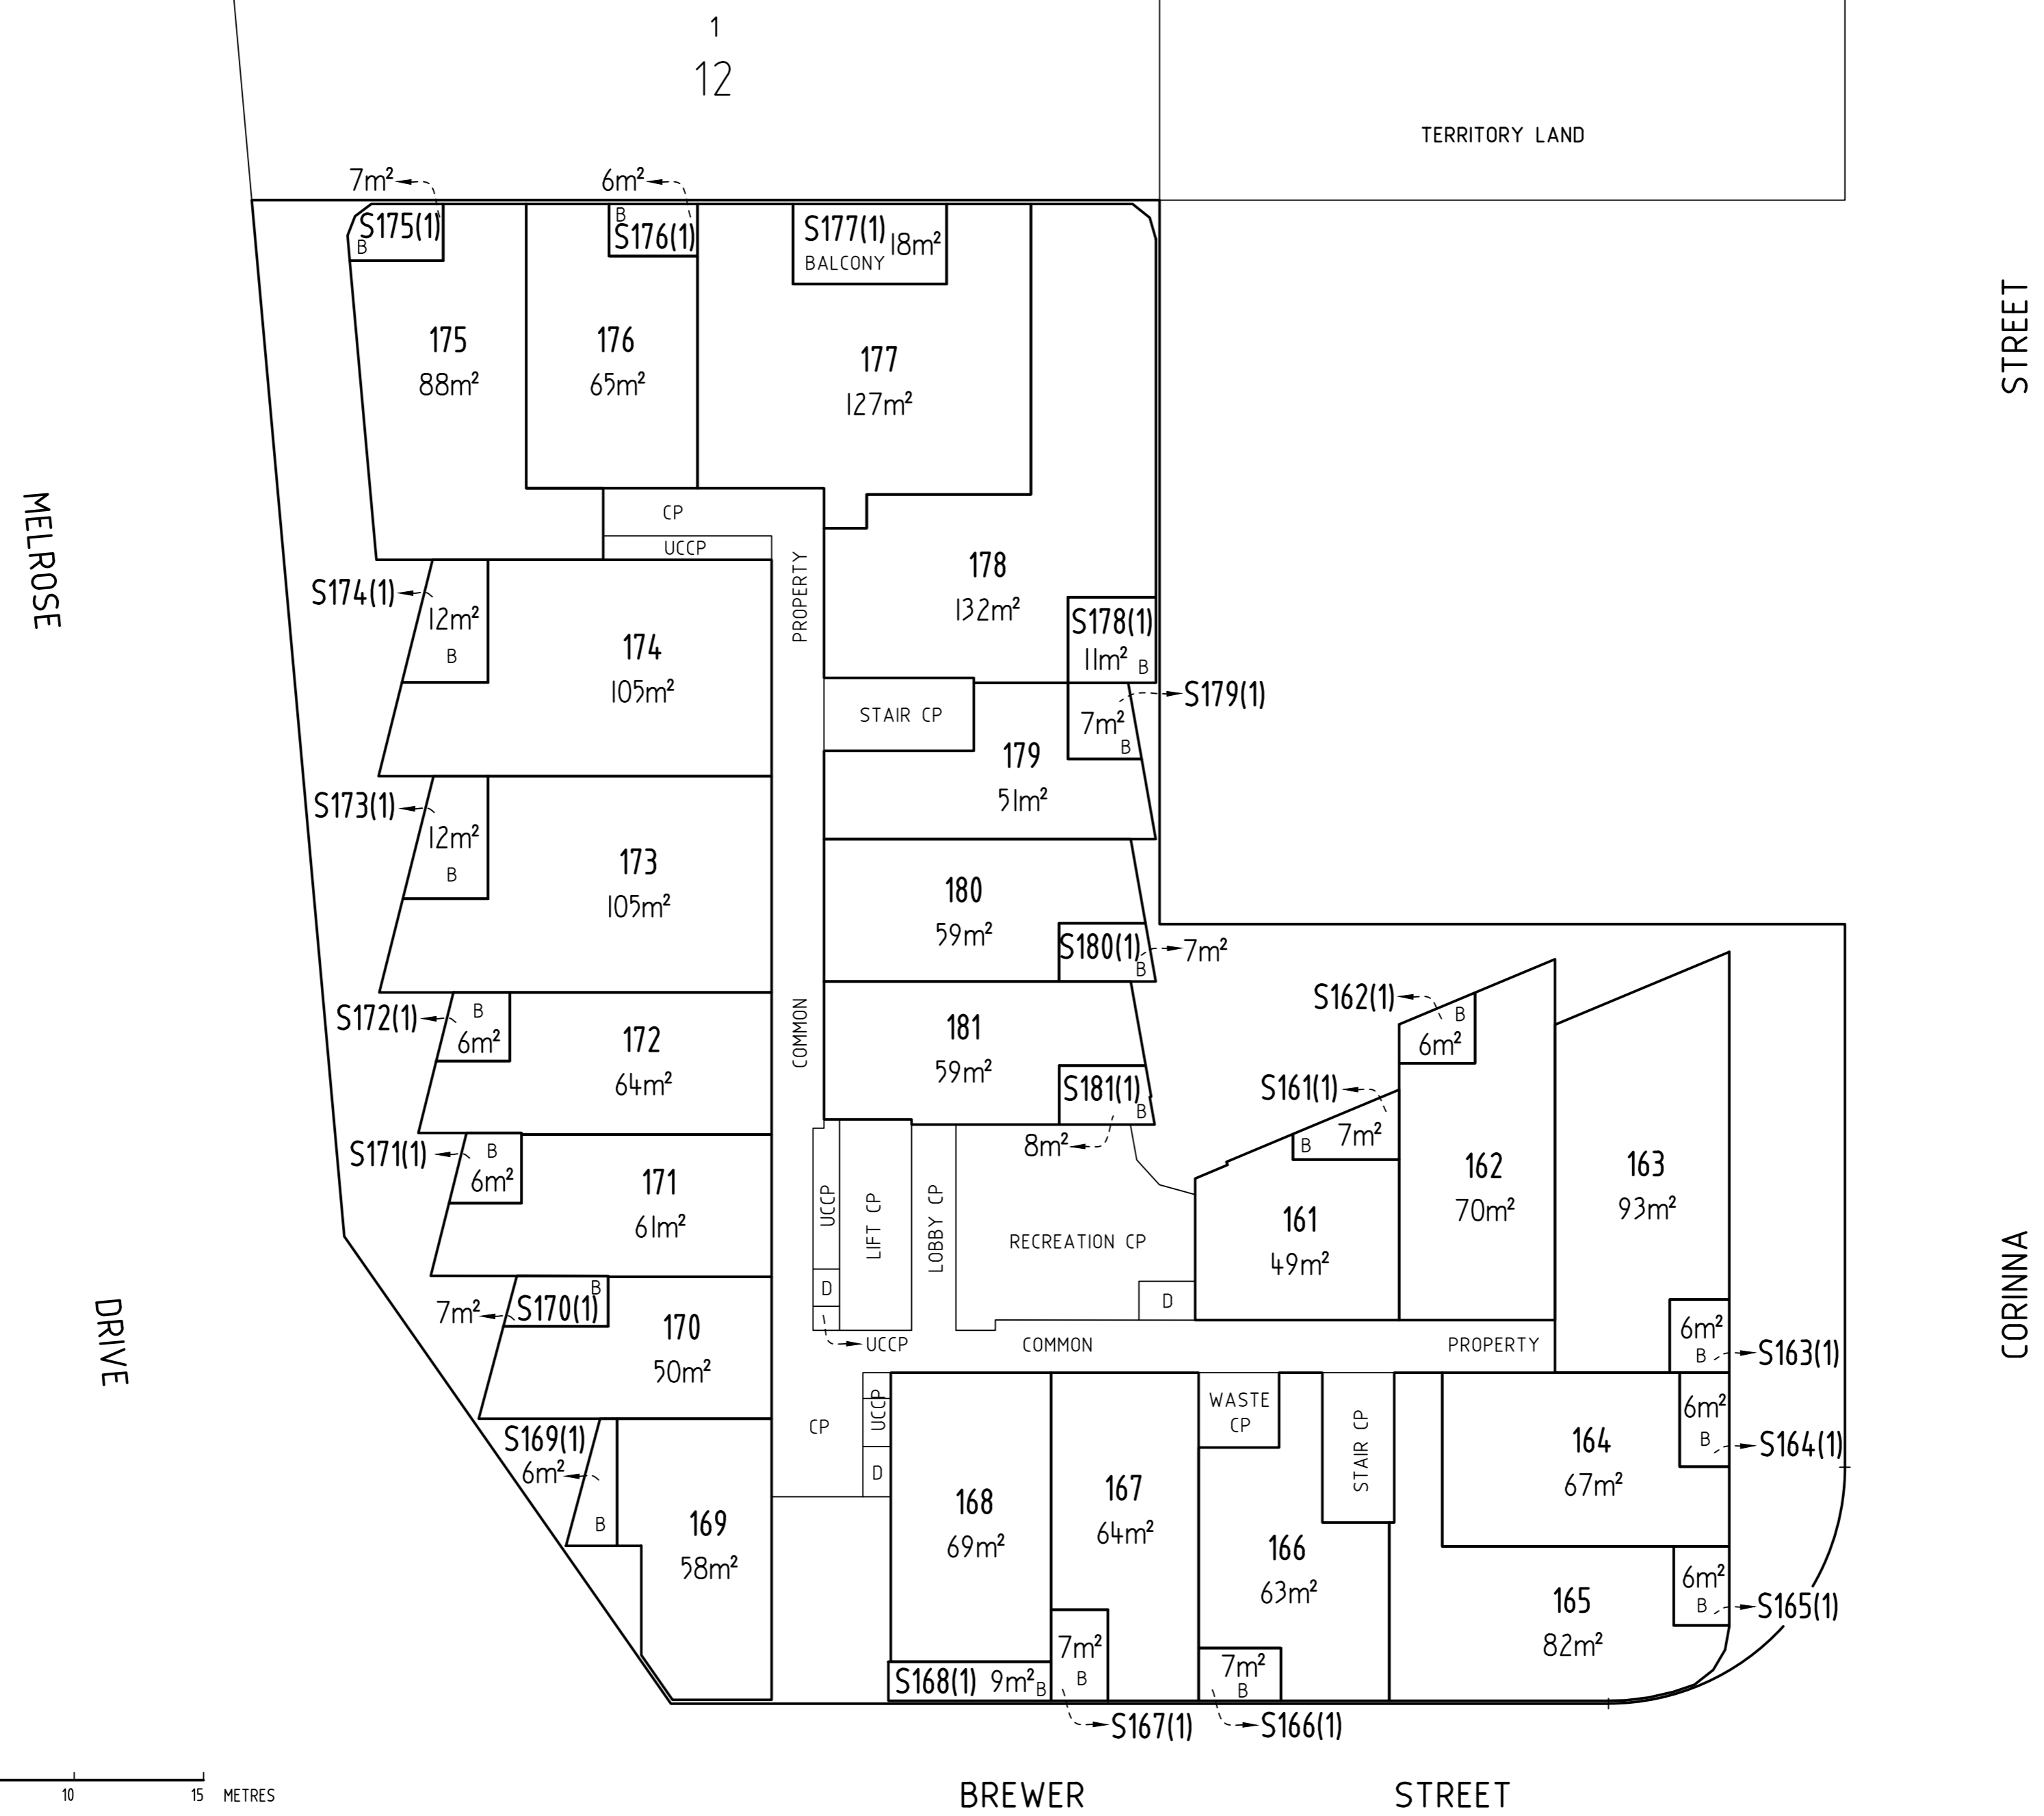 1
12
TERRITORY LAND
7m²
6m²
S175(1)
B
B
S176(1)
S177(1)
18m²
BALCONY
STREET
175
88m²
176
65m²
177
127m²
MELROSE
CP
UCCP
PROPERTY
S174(1)
12m²
B
174
105m²
178
132m²
S178(1)
11m²
B
S179(1)
7m²
B
STAIR CP
179
51m²
S173(1)
12m²
B
173
105m²
180
59m²
S180(1)
B
7m²
S172(1)
B
6m²
172
64m²
COMMON
181
59m²
S181(1)
B
8m²
S162(1)
B
6m²
S161(1)
7m²
B
S171(1)
B
6m²
171
61m²
UCCP
LIFT CP
LOBBY CP
RECREATION CP
D
D
161
49m²
162
70m²
163
93m²
CORINNA
DRIVE
7m²
S170(1)
B
170
50m²
UCCP
COMMON
PROPERTY
6m²
B
S163(1)
S169(1)
6m²
B
169
58m²
CP
UCCP
D
168
69m²
167
64m²
WASTE
CP
STAIR CP
166
63m²
164
67m²
6m²
B
S164(1)
165
82m²
6m²
B
S165(1)
S168(1)
9m²
B
7m²
B
S167(1)
7m²
B
S166(1)
10
15
METRES
BREWER
STREET